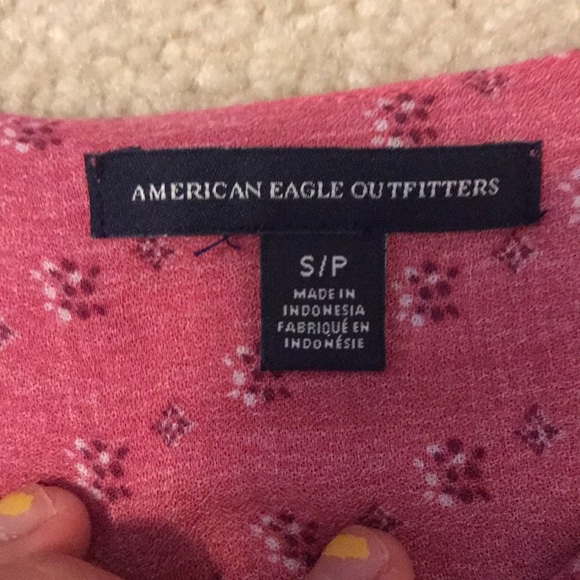 AMERICAN EAGLE OUTFITTERS
S/P
MADE IN
INDONESIA
FABRIQUÉ EN
INDONÉSIE